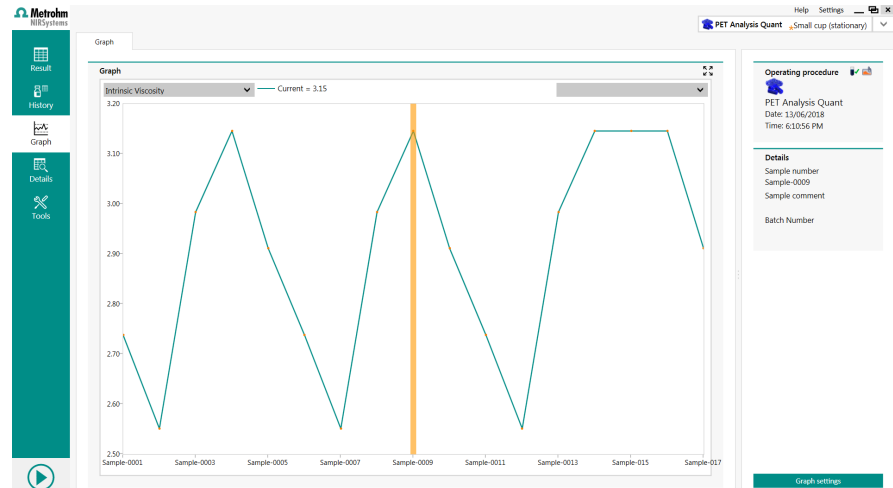 Metrohm
NIRSystems
Help Settings
PET Analysis Quant Small cup (stationary)
Result
History
Graph
Details
Tools
Graph
Graph
Intrinsic Viscosity
Current = 3.15
3.20
3.10
3.00
2.90
2.80
2.70
2.60
2.50
Sample-0001 Sample-0003 Sample-0005 Sample-0007 Sample-0009 Sample-0011 Sample-0013 Sample-015 Sample-017
Operating procedure
PET Analysis Quant
Date: 13/06/2018
Time: 6:10:56 PM
Details
Sample number
Sample-0009
Sample comment
Batch Number
Graph settings